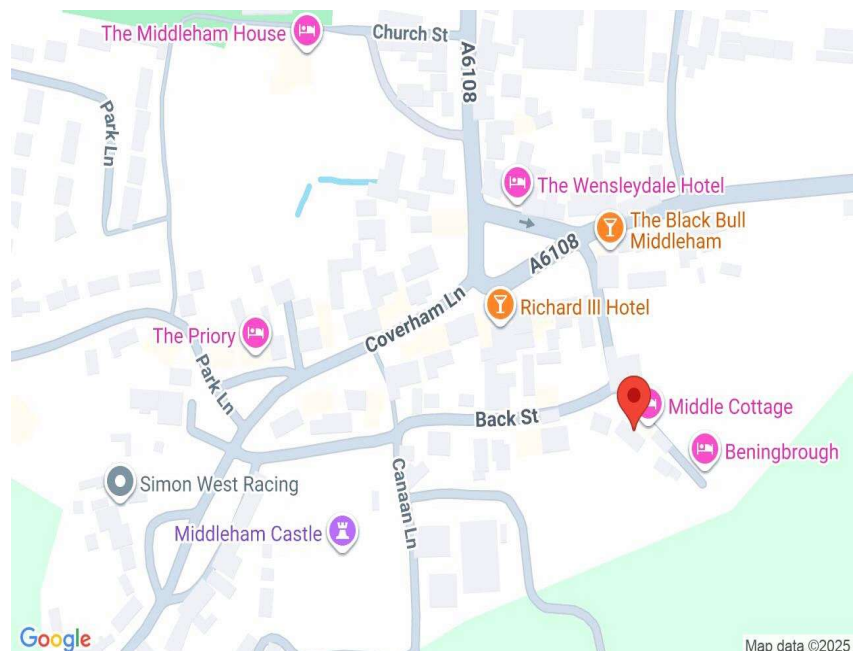 The Middleham House
Church St
A6108
Park Ln
The Wensleydale Hotel
The Black Bull
Middleham
A6108
Richard III Hotel
Coverham Ln
The Priory
Park Ln
Middle Cottage
Back St
Beningbrough
Simon West Racing
Canaan Ln
Middleham Castle
Google
Map data ©2025